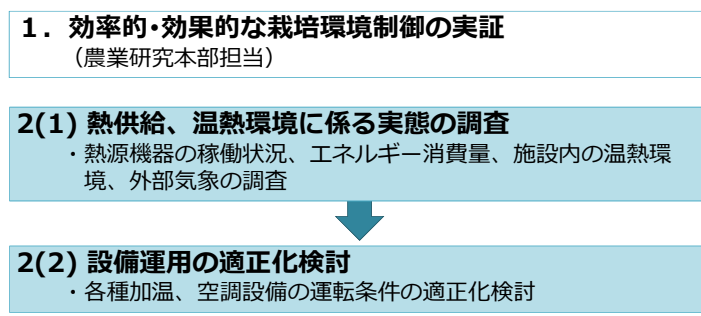 １．効率的・効果的な栽培環境制御の実証
（農業研究本部担当）
2(1) 熱供給、温熱環境に係る実態の調査
・熱源機器の稼働状況、エネルギー消費量、施設内の温熱環
境、外部気象の調査
2(2) 設備運用の適正化検討
・各種加温、空調設備の運転条件の適正化検討